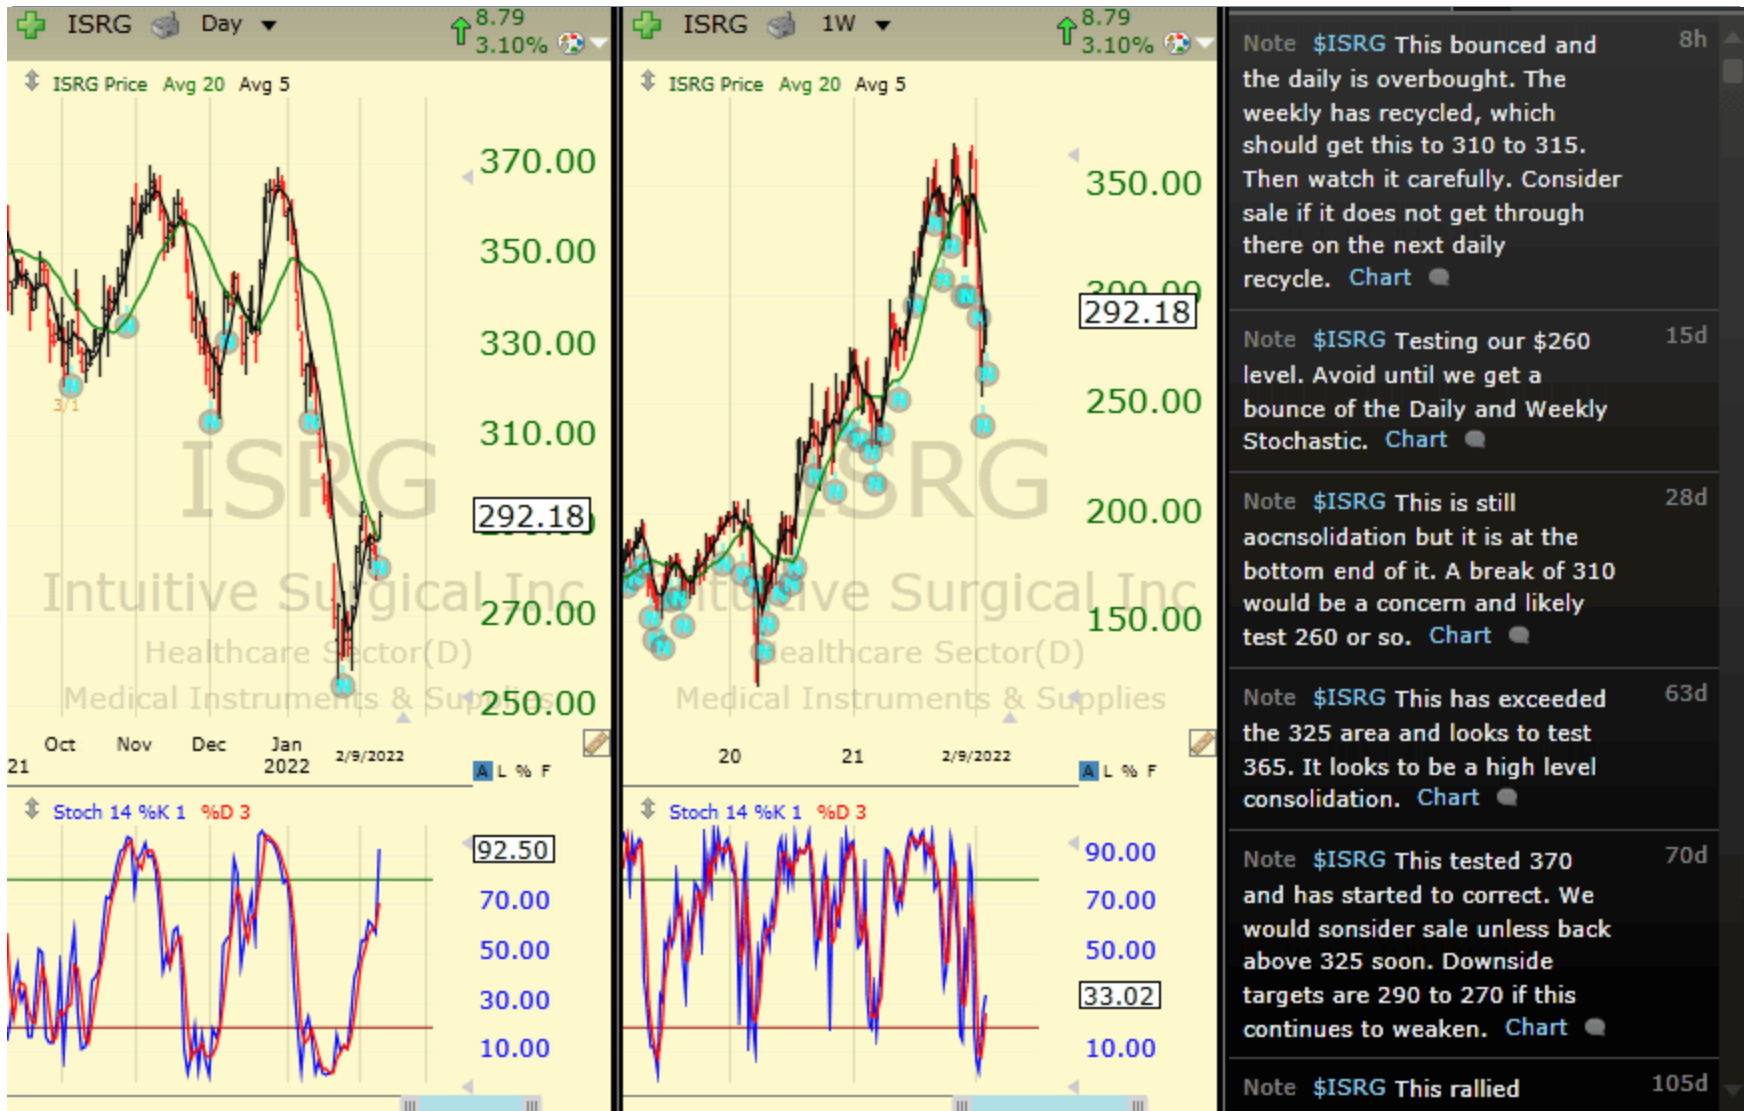 ISRG Day
8.79
3.10%
ISRG Price Avg 20 Avg 5
370.00
350.00
330.00
310.00
292.18
270.00
250.00
3/1
ISRG
Intuitive Surgical Inc
Healthcare Sector(D)
Medical Instruments & Supplies
Oct Nov Dec Jan
21 2022 2/9/2022
A L % F
Stoch 14 %K 1 %D 3
92.50
70.00
50.00
30.00
10.00
ISRG 1W
8.79
3.10%
ISRG Price Avg 20 Avg 5
350.00
300.00
292.18
250.00
200.00
150.00
ISRG
Intuitive Surgical Inc
Healthcare Sector(D)
Medical Instruments & Supplies
20 21 2/9/2022
A L % F
Stoch 14 %K 1 %D 3
90.00
70.00
50.00
33.02
10.00
Note $ISRG This bounced and 8h
the daily is overbought. The
weekly has recycled, which
should get this to 310 to 315.
Then watch it carefully. Consider
sale if it does not get through
there on the next daily
recycle. Chart
Note $ISRG Testing our $260 15d
level. Avoid until we get a
bounce of the Daily and Weekly
Stochastic. Chart
Note $ISRG This is still 28d
aocnsolidation but it is at the
bottom end of it. A break of 310
would be a concern and likely
test 260 or so. Chart
Note $ISRG This has exceeded 63d
the 325 area and looks to test
365. It looks to be a high level
consolidation. Chart
Note $ISRG This tested 370 70d
and has started to correct. We
would sonsider sale unless back
above 325 soon. Downside
targets are 290 to 270 if this
continues to weaken. Chart
Note $ISRG This rallied 105d